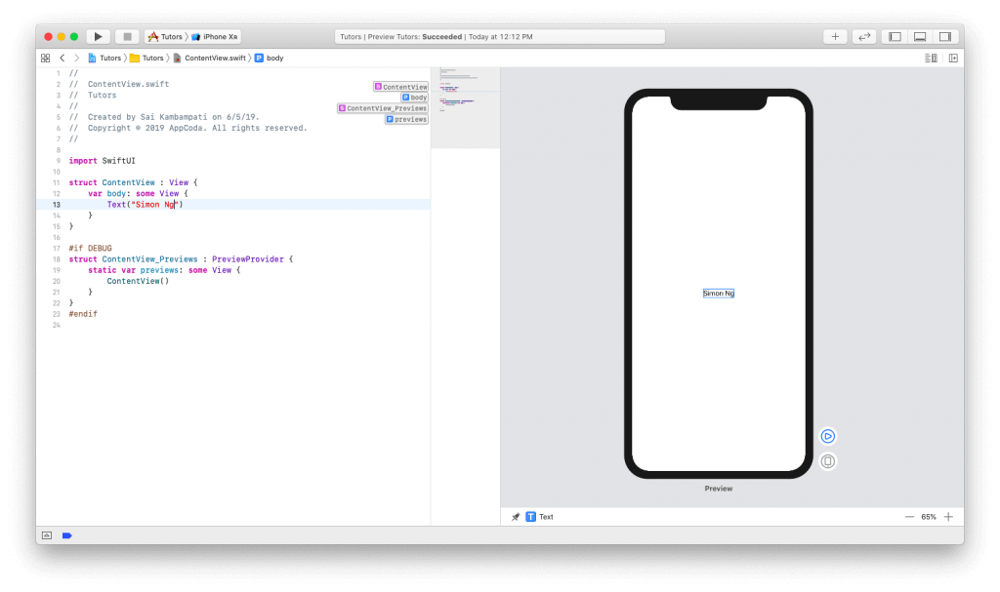 Tutors iPhone XR
Tutors | Preview Tutors: Succeeded | Today at 12:12 PM
Tutors Tutors ContentView.swift P body
1 //
2 // ContentView.swift
3 // Tutors
4 //
5 // Created by Sai Kambampati on 6/5/19.
6 // Copyright © 2019 AppCoda. All rights reserved.
7 //
8
9 import SwiftUI
10
11 struct ContentView : View {
12 var body: some View {
13 Text("Simon Ng")
14 }
15 }
16
17 #if DEBUG
18 struct ContentView_Previews : PreviewProvider {
19 static var previews: some View {
20 ContentView()
21 }
22 }
23 #endif
24
S ContentView
P body
S ContentView_Previews
P previews
Simon Ng
Preview
T Text
65%